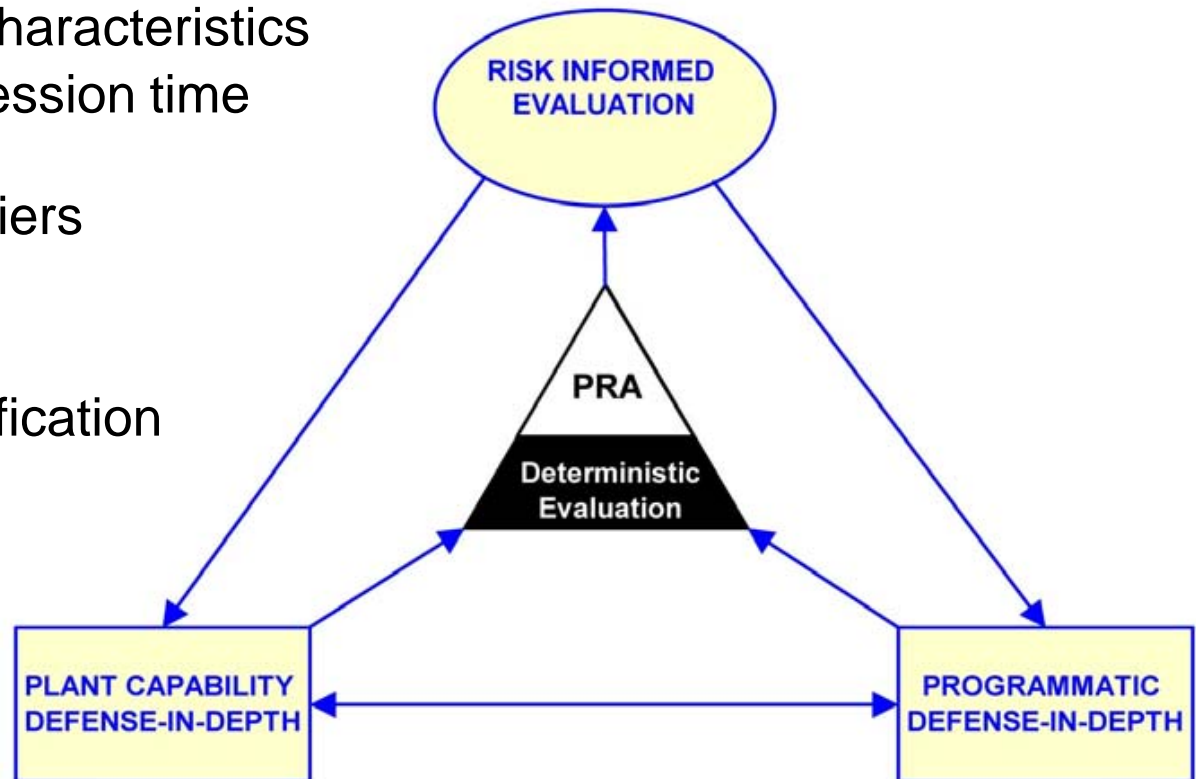 haracteristics
ession time
iers
fication
RISK INFORMED
EVALUATION
PRA
Deterministic
Evaluation
PLANT CAPABILITY
DEFENSE-IN-DEPTH
PROGRAMMATIC
DEFENSE-IN-DEPTH